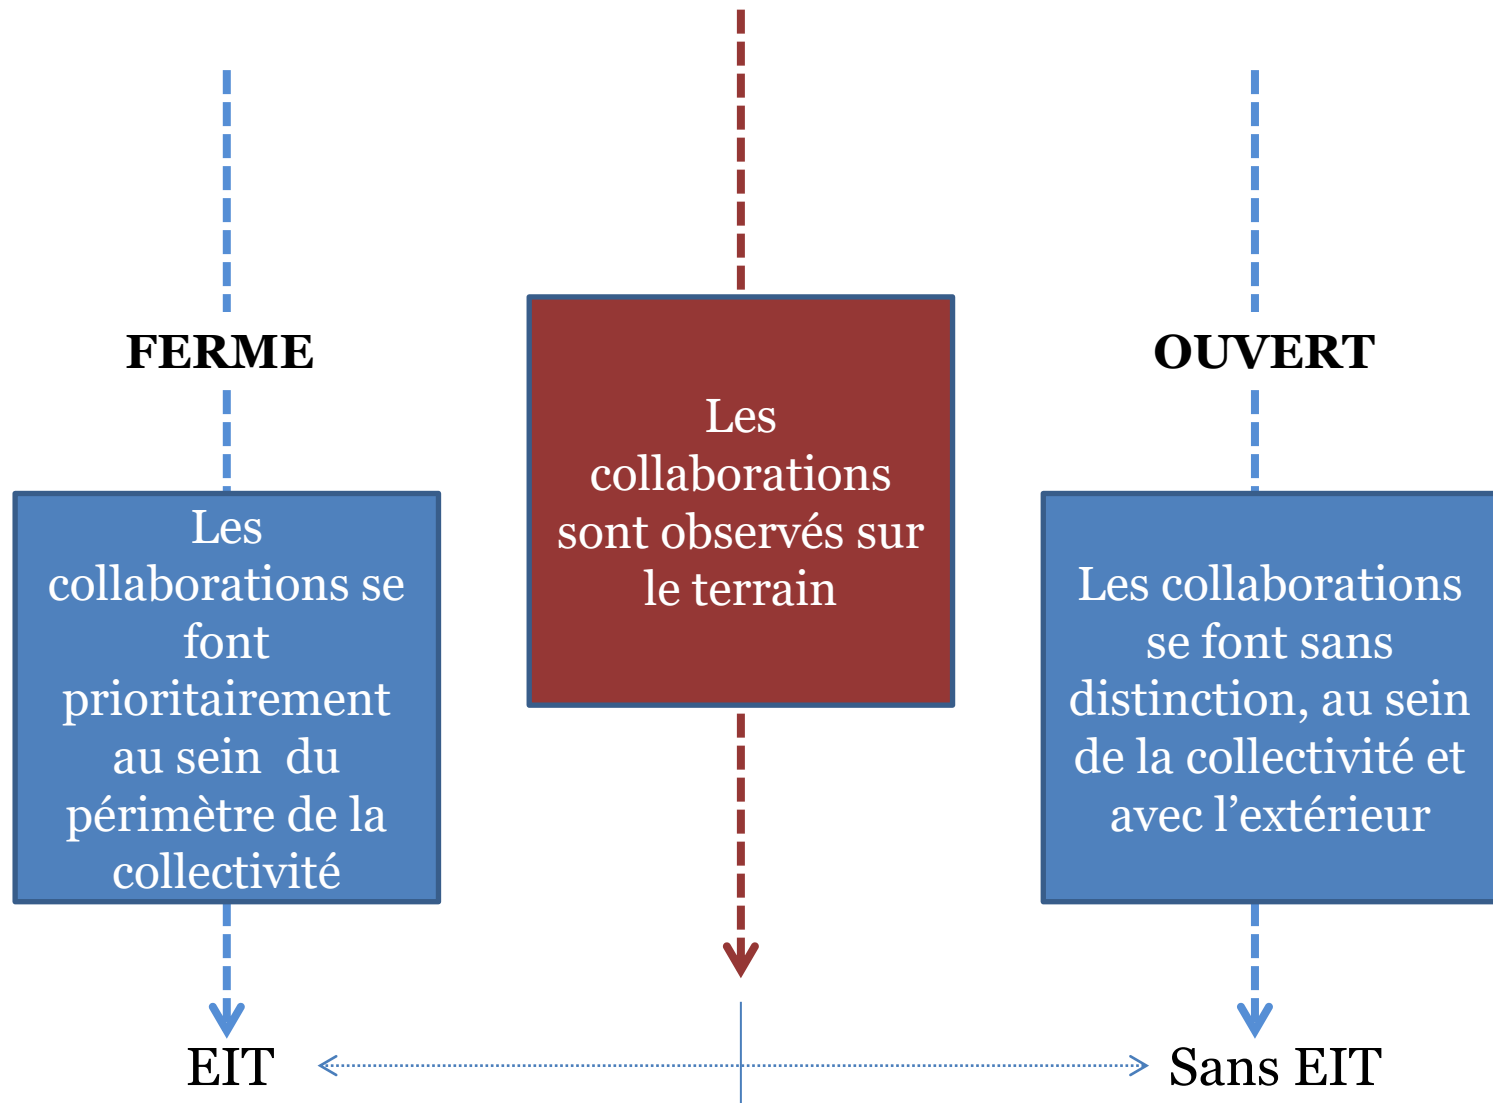 FERME
Les
collaborations se
font
prioritairement
au sein  du
périmètre de la
collectivité
EIT
Les
collaborations
sont observés sur
le terrain
OUVERT
Les collaborations
se font sans
distinction, au sein
de la collectivité et
avec l’extérieur
Sans EIT